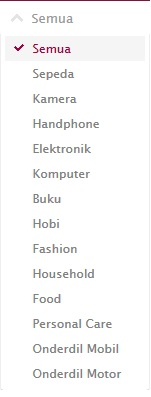 Semua
Semua
Sepeda
Kamera
Handphone
Elektronik
Komputer
Buku
Hobi
Fashion
Household
Food
Personal Care
Onderdil Mobil
Onderdil Motor